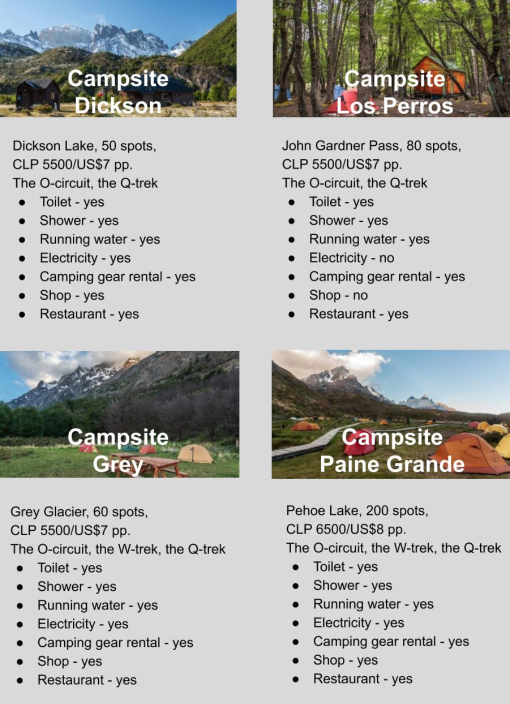 Campsite
Dickson
Dickson Lake, 50 spots,
CLP 5500/US$7 pp.
The O-circuit, the Q-trek
● Toilet - yes
● Shower - yes
● Running water - yes
● Electricity - yes
● Camping gear rental - yes
● Shop - yes
● Restaurant - yes
Campsite
Los Perros
John Gardner Pass, 80 spots,
CLP 5500/US$7 pp.
The O-circuit, the Q-trek
● Toilet - yes
● Shower - yes
● Running water - yes
● Electricity - no
● Camping gear rental - yes
● Shop - no
● Restaurant - yes
Campsite
Grey
Grey Glacier, 60 spots,
CLP 5500/US$7 pp.
The O-circuit, the W-trek, the Q-trek
● Toilet - yes
● Shower - yes
● Running water - yes
● Electricity - yes
● Camping gear rental - yes
● Shop - yes
● Restaurant - yes
Campsite
Paine Grande
Pehoe Lake, 200 spots,
CLP 6500/US$8 pp.
The O-circuit, the W-trek, the Q-trek
● Toilet - yes
● Shower - yes
● Running water - yes
● Electricity - yes
● Camping gear rental - yes
● Shop - yes
● Restaurant - yes